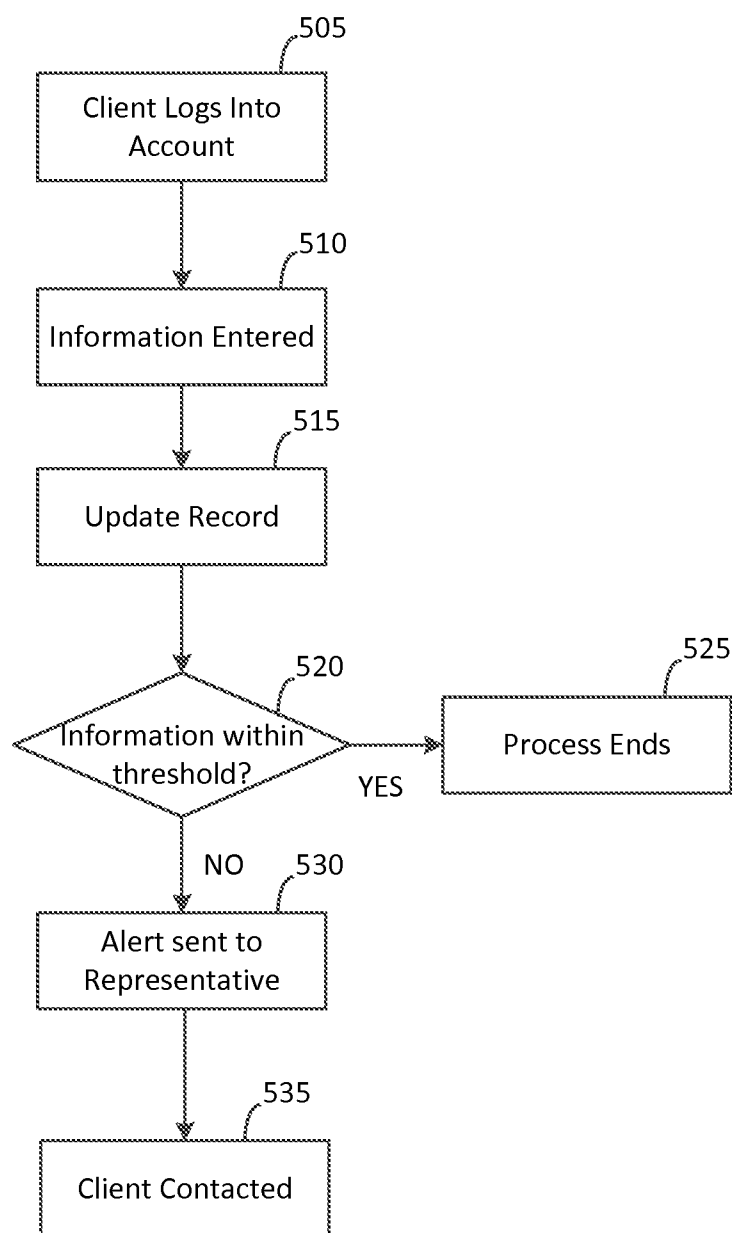 505
Client Logs Into
Account
510
Information Entered
515
Update Record
520
Information within
threshold?
YES
525
Process Ends
NO
530
Alert sent to
Representative
535
Client Contacted